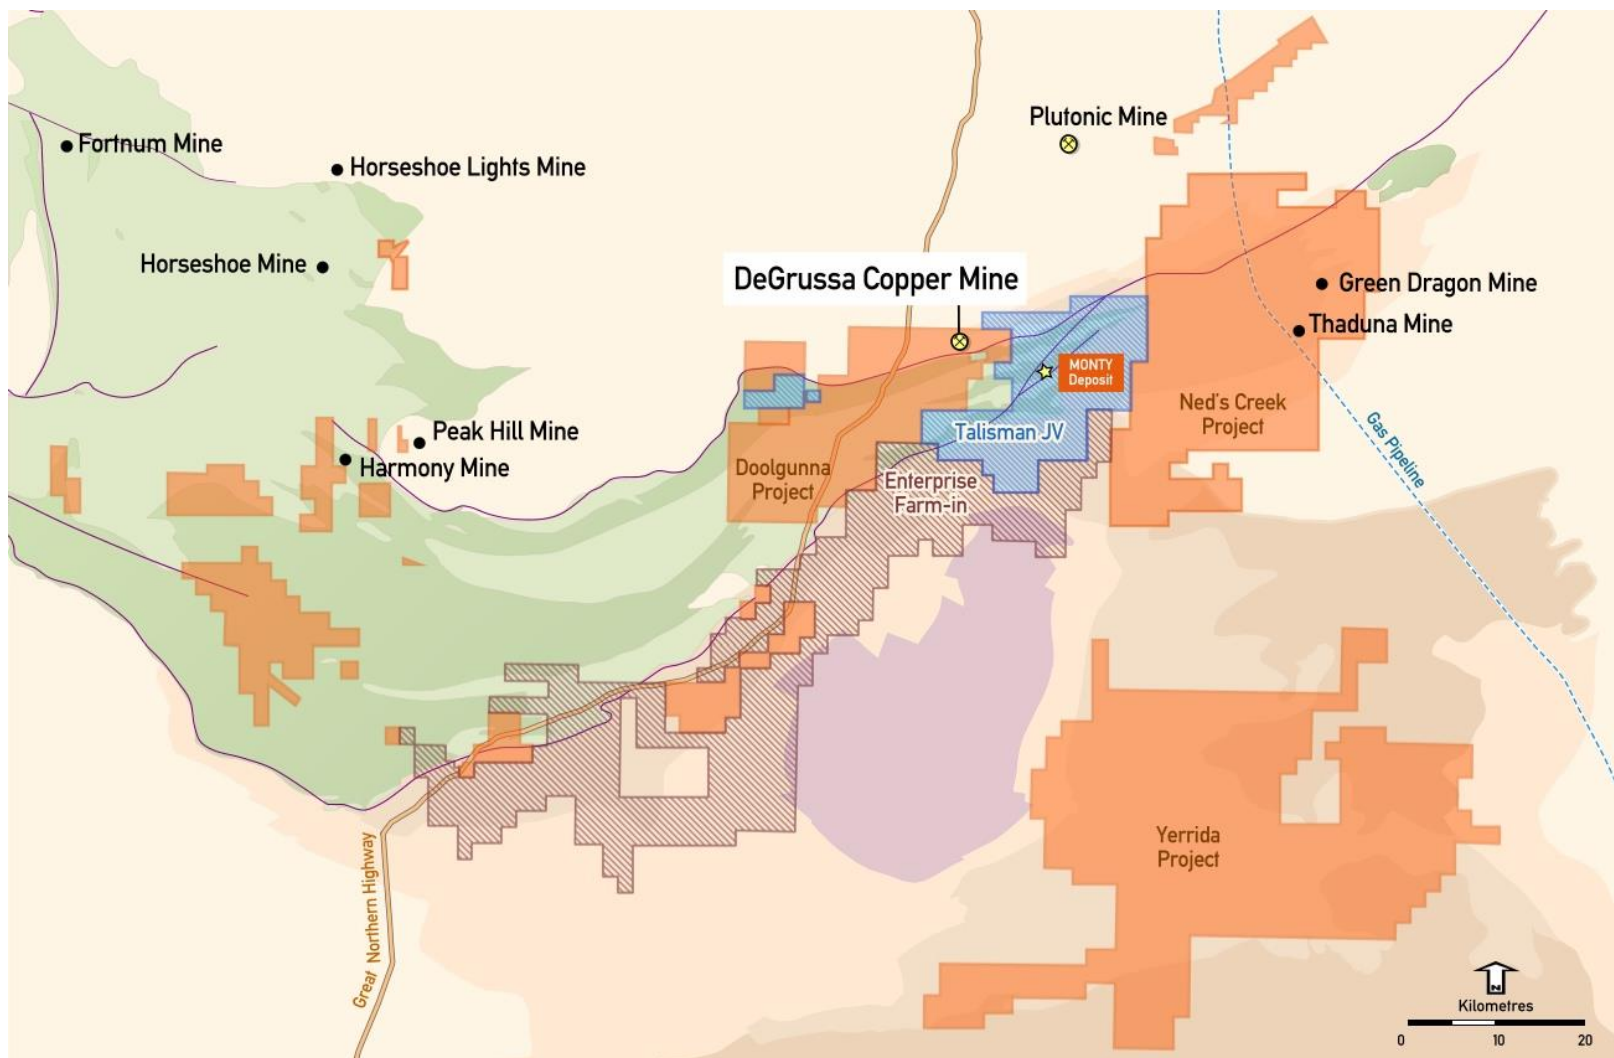 Plutonic Mine
Fortnum Mine
Horseshoe Lights Mine
Horseshoe Mine
DeGrussa Copper Mine
Green Dragon Mine
Thaduna Mine
MONTY
Deposit
Ned's Creek
Project
Gas Pipeline
Peak Hill Mine
Harmony Mine
Talisman JV
Doolgunna
Project
Enterprise
Farm-in
Yerrida
Project
Great Northern Highway
N
Kilometres
0 10 20